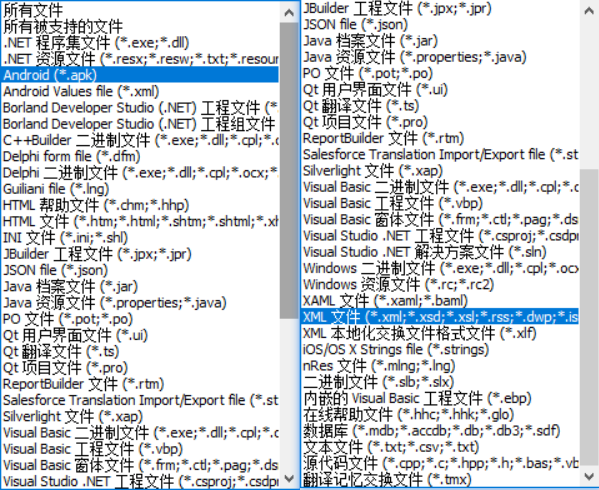 所有文件
所有被支持的文件
.NET 程序集文件 (*.exe;*.dll)
.NET 资源文件 (*.resx;*.resw;*.txt;*.resour
Android (*.apk)
Android Values file (*.xml)
Borland Developer Studio (.NET) 工程文件 (*
Borland Developer Studio (.NET) 工程组文件
C++Builder 二进制文件 (*.exe;*.dll;*.cpl;*.o
Delphi form file (*.dfm)
Delphi 二进制文件 (*.exe;*.dll;*.cpl;*.ocx;*
Guiliani file (*.lng)
HTML 帮助文件 (*.chm;*.hhp)
HTML 文件 (*.htm;*.html;*.shtm;*.shtml;*.xh
INI 文件 (*.ini;*.shl)
JBuilder 工程文件 (*.jpx;*.jpr)
JSON file (*.json)
Java 档案文件 (*.jar)
Java 资源文件 (*.properties;*.java)
PO 文件 (*.pot;*.po)
Qt 用户界面文件 (*.ui)
Qt 翻译文件 (*.ts)
Qt 项目文件 (*.pro)
ReportBuilder 文件 (*.rtm)
Salesforce Translation Import/Export file (*.st
Silverlight 文件 (*.xap)
Visual Basic 二进制文件 (*.exe;*.dll;*.cpl;*.c
Visual Basic 工程文件 (*.vbp)
Visual Basic 窗体文件 (*.frm;*.ctl;*.pag;*.ds
Visual Studio .NET 工程文件 (*.csproj;*.csdpr
JBuilder 工程文件 (*.jpx;*.jpr)
JSON file (*.json)
Java 档案文件 (*.jar)
Java 资源文件 (*.properties;*.java)
PO 文件 (*.pot;*.po)
Qt 用户界面文件 (*.ui)
Qt 翻译文件 (*.ts)
Qt 项目文件 (*.pro)
ReportBuilder 文件 (*.rtm)
Salesforce Translation Import/Export file (*.st
Silverlight 文件 (*.xap)
Visual Basic 二进制文件 (*.exe;*.dll;*.cpl;*.c
Visual Basic 工程文件 (*.vbp)
Visual Basic 窗体文件 (*.frm;*.ctl;*.pag;*.ds
Visual Studio .NET 工程文件 (*.csproj;*.csdpr
Visual Studio .NET 解决方案文件 (*.sln)
Windows 二进制文件 (*.exe;*.dll;*.cpl;*.ocx
Windows 资源文件 (*.rc;*.rc2)
XAML 文件 (*.xaml;*.baml)
XML 文件 (*.xml;*.xsd;*.xsl;*.rss;*.dwp;*.is
XML 本地化交换文件格式文件 (*.xlf)
iOS/OS X Strings file (*.strings)
nRes 文件 (*.mlng;*.lng)
二进制文件 (*.slb;*.slx)
内嵌的 Visual Basic 工程文件 (*.ebp)
在线帮助文件 (*.hhc;*.hhk;*.glo)
数据库 (*.mdb;*.accdb;*.db;*.db3;*.sdf)
文本文件 (*.txt;*.csv;*.txt)
源代码文件 (*.cpp;*.c;*.hpp;*.h;*.bas;*.vb
翻译记忆交换文件 (*.tmx)